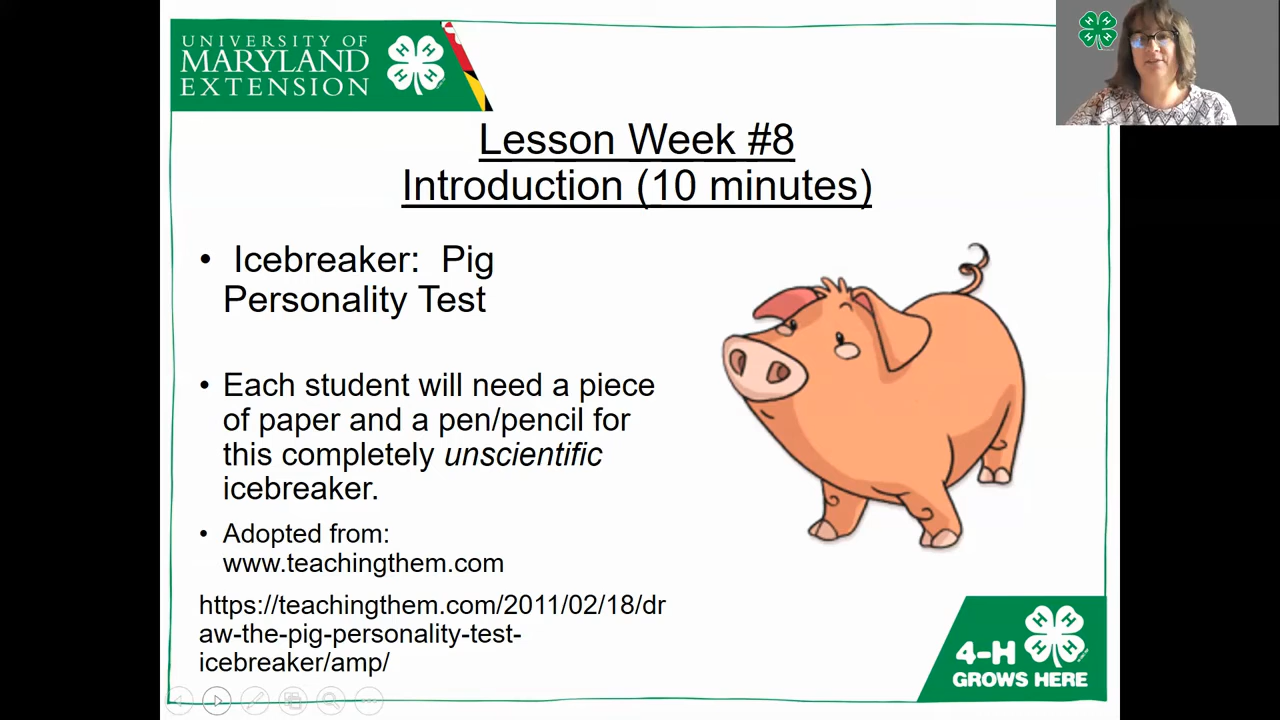 UNIVERSITY OF
MARYLAND
EXTENSION
Lesson Week #8
Introduction (10 minutes)
• Icebreaker: Pig
Personality Test
• Each student will need a piece
of paper and a pen/pencil for
this completely unscientific
icebreaker.
• Adopted from:
www.teachingthem.com
https://teachingthem.com/2011/02/18/dr
aw-the-pig-personality-test-
icebreaker/amp/
H H H H
H H H H
H H H H
4-H
GROWS HERE